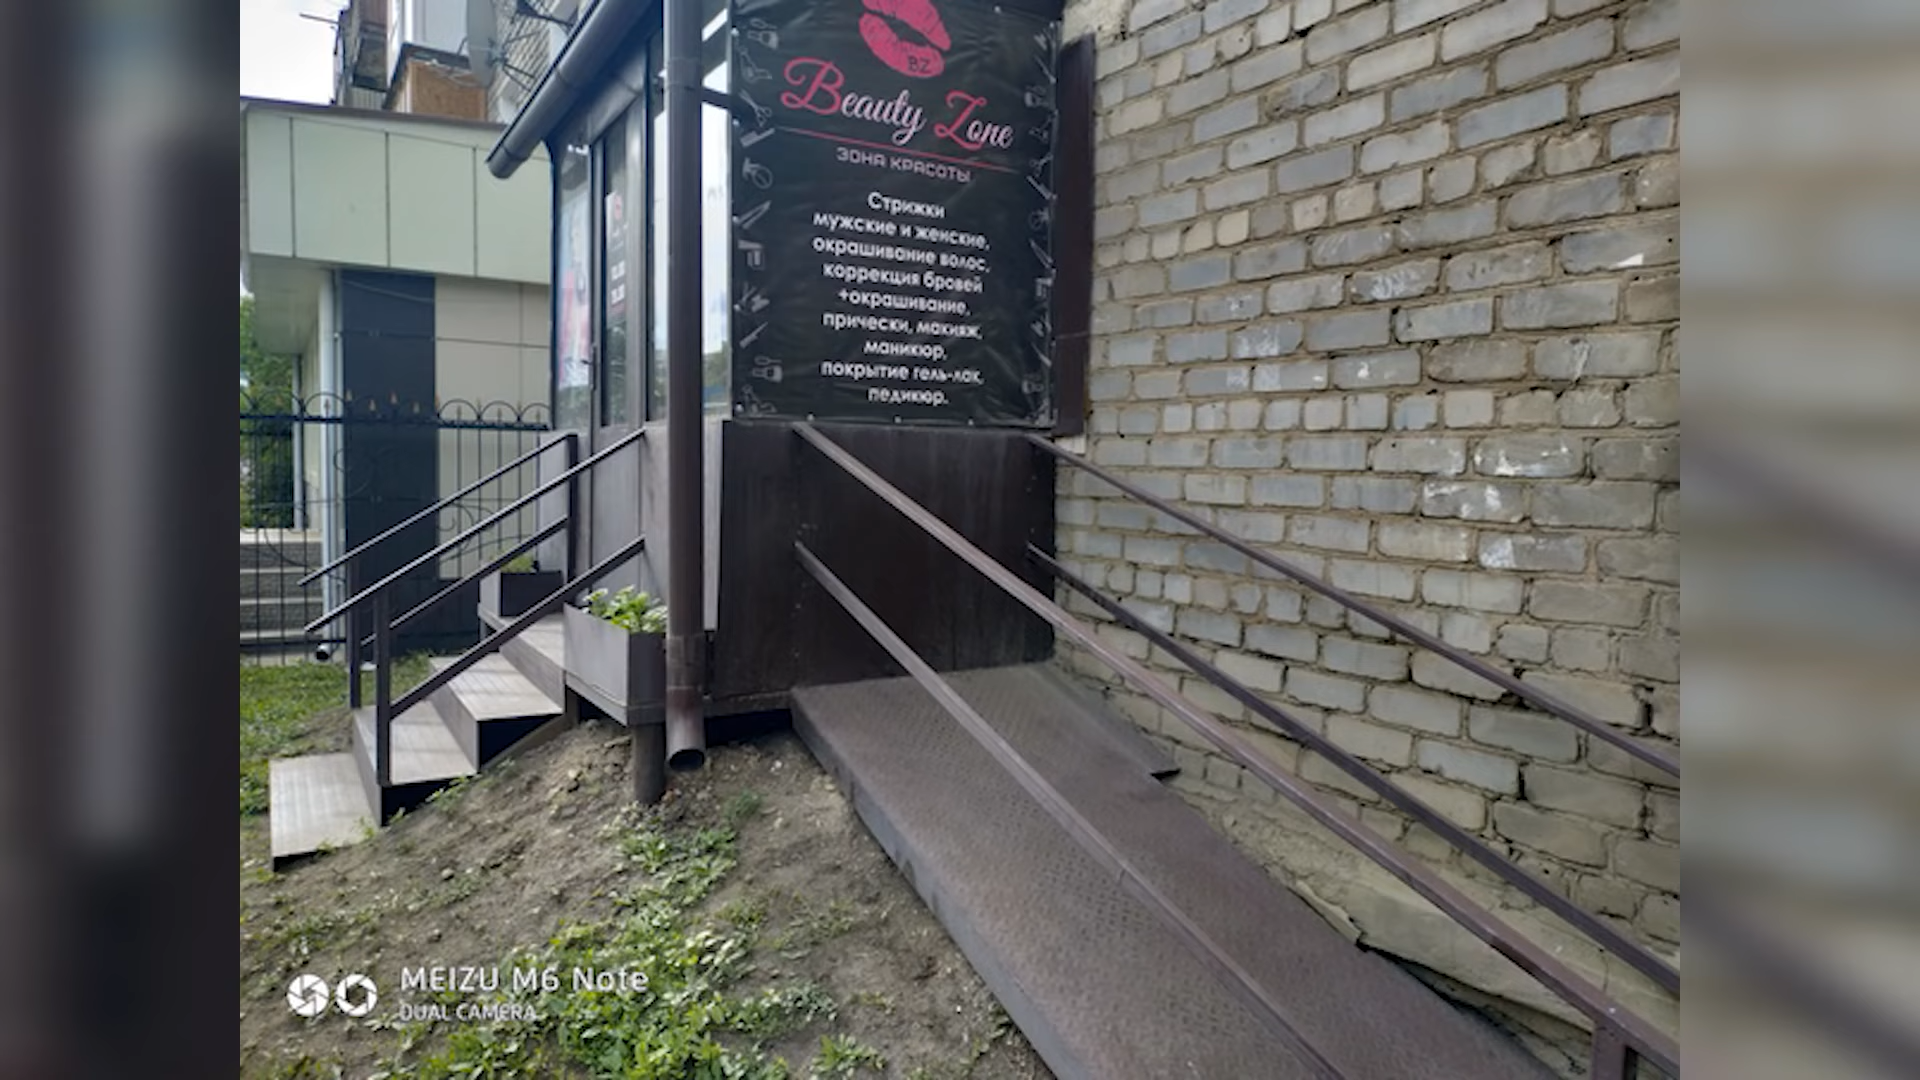 BZ
Beauty Zone
ЗОНА КРАСОТЫ
Стрижки
мужские и женские,
окрашивание волос,
коррекция бровей
+окрашивание,
прически, макияж,
маникюр,
покрытие гель-лак,
педикюр.
MEIZU M6 Note
DUAL CAMERA